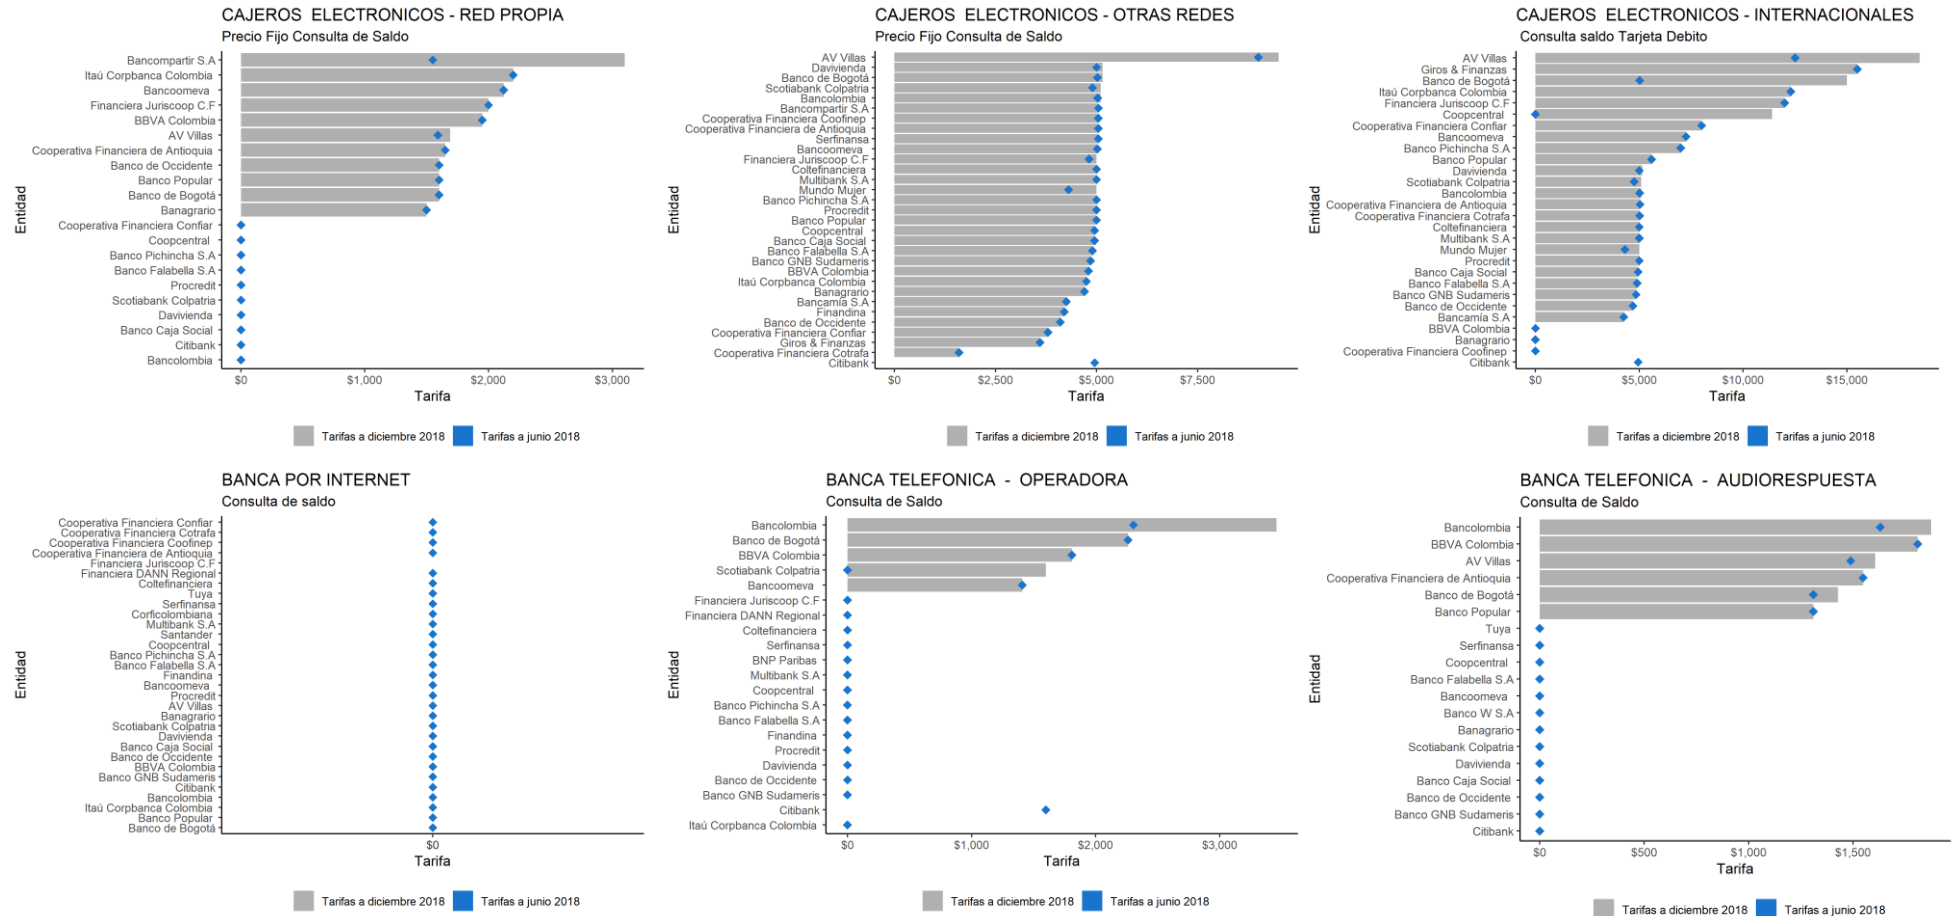 CAJEROS  ELECTRONICOS - RED PROPIA
Precio Fijo Consulta de Saldo
Entidad
Bancompartir S.A
Itaú Corpbanca Colombia
Bancoomeva
Financiera Juriscoop C.F
BBVA Colombia
AV Villas
Cooperativa Financiera de Antioquia
Banco de Occidente
Banco Popular
Banco de Bogotá
Banagrario
Cooperativa Financiera Confiar
Coopcentral
Banco Pichincha S.A
Banco Falabella S.A
Procredit
Scotiabank Colpatria
Davivienda
Banco Caja Social
Citibank
Bancolombia
$0 $1,000 $2,000 $3,000
Tarifa
Tarifas a diciembre 2018 Tarifas a junio 2018
CAJEROS  ELECTRONICOS - OTRAS REDES
Precio Fijo Consulta de Saldo
Entidad
AV Villas
Davivienda
Banco de Bogotá
Scotiabank Colpatria
Bancolombia
Bancompartir S.A
Cooperativa Financiera Coofinep
Cooperativa Financiera de Antioquia
Serfinansa
Bancoomeva
Financiera Juriscoop C.F
Coltefinanciera
Multibank S.A
Mundo Mujer
Banco Pichincha S.A
Procredit
Banco Popular
Coopcentral
Banco Caja Social
Banco Falabella S.A
Banco GNB Sudameris
BBVA Colombia
Itaú Corpbanca Colombia
Banagrario
Bancamía S.A
Finandina
Banco de Occidente
Cooperativa Financiera Confiar
Giros & Finanzas
Cooperativa Financiera Cotrafa
Citibank
$0 $2,500 $5,000 $7,500
Tarifa
Tarifas a diciembre 2018 Tarifas a junio 2018
CAJEROS  ELECTRONICOS - INTERNACIONALES
Consulta saldo Tarjeta Debito
Entidad
AV Villas
Giros & Finanzas
Banco de Bogotá
Itaú Corpbanca Colombia
Financiera Juriscoop C.F
Coopcentral
Cooperativa Financiera Confiar
Bancoomeva
Banco Pichincha S.A
Banco Popular
Davivienda
Scotiabank Colpatria
Bancolombia
Cooperativa Financiera de Antioquia
Cooperativa Financiera Cotrafa
Coltefinanciera
Multibank S.A
Mundo Mujer
Procredit
Banco Caja Social
Banco Falabella S.A
Banco GNB Sudameris
Banco de Occidente
Bancamía S.A
BBVA Colombia
Banagrario
Cooperativa Financiera Coofinep
Citibank
$0 $5,000 $10,000 $15,000
Tarifa
Tarifas a diciembre 2018 Tarifas a junio 2018
BANCA POR INTERNET
Consulta de saldo
Entidad
Cooperativa Financiera Confiar
Cooperativa Financiera Cotrafa
Cooperativa Financiera Coofinep
Cooperativa Financiera de Antioquia
Financiera Juriscoop C.F
Financiera DANN Regional
Coltefinanciera
Tuya
Serfinansa
Corficolombiana
Multibank S.A
Santander
Coopcentral
Banco Pichincha S.A
Banco Falabella S.A
Finandina
Bancoomeva
Procredit
AV Villas
Banagrario
Scotiabank Colpatria
Davivienda
Banco Caja Social
Banco de Occidente
BBVA Colombia
Banco GNB Sudameris
Citibank
Bancolombia
Itaú Corpbanca Colombia
Banco Popular
Banco de Bogotá
$0
Tarifa
Tarifas a diciembre 2018 Tarifas a junio 2018
BANCA TELEFONICA  -  OPERADORA
Consulta de Saldo
Entidad
Bancolombia
Banco de Bogotá
BBVA Colombia
Scotiabank Colpatria
Bancoomeva
Financiera Juriscoop C.F
Financiera DANN Regional
Coltefinanciera
Serfinansa
BNP Paribas
Multibank S.A
Coopcentral
Banco Pichincha S.A
Banco Falabella S.A
Finandina
Procredit
Davivienda
Banco de Occidente
Banco GNB Sudameris
Citibank
Itaú Corpbanca Colombia
$0 $1,000 $2,000 $3,000
Tarifa
Tarifas a diciembre 2018 Tarifas a junio 2018
BANCA TELEFONICA  -  AUDIORESPUESTA
Consulta de Saldo
Entidad
Bancolombia
BBVA Colombia
AV Villas
Cooperativa Financiera de Antioquia
Banco de Bogotá
Banco Popular
Tuya
Serfinansa
Coopcentral
Banco Falabella S.A
Bancoomeva
Banco W S.A
Banagrario
Scotiabank Colpatria
Davivienda
Banco Caja Social
Banco de Occidente
Banco GNB Sudameris
Citibank
$0 $500 $1,000 $1,500
Tarifa
Tarifas a diciembre 2018 Tarifas a junio 2018